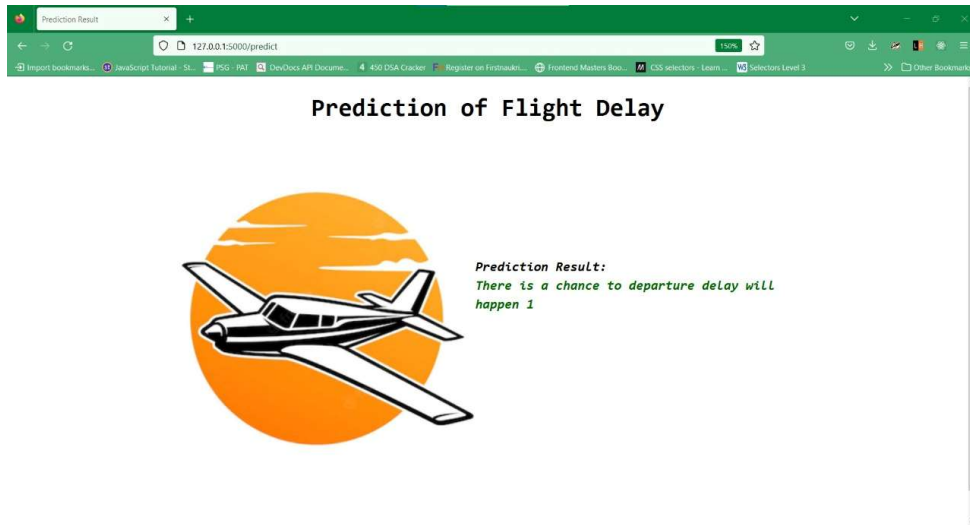 Prediction Result
127.0.0.1:5000/predict
150%
Import bookmarks... JavaScript Tutorial - St... PSG - PAT DevDocs API Docume... 4 450 DSA Cracker Register on Firstnaukri... Frontend Masters Boo... M CSS selectors - Learn ... W3 Selectors Level 3 Other Bookmarks
Prediction of Flight Delay
Prediction Result:
There is a chance to departure delay will
happen 1